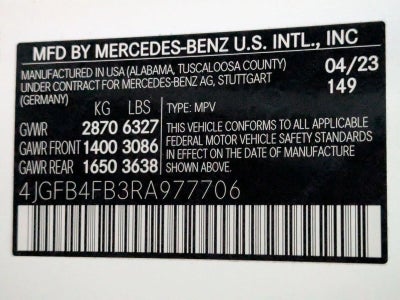 MFD BY MERCEDES-BENZ U.S. INTL., INC
MANUFACTURED IN USA (ALABAMA, TUSCALOOSA COUNTY) 04/23
UNDER CONTRACT FOR MERCEDES-BENZ AG, STUTTGART 149
(GERMANY)
KG LBS TYPE: MPV
GVWR 2870 6327
GAWR FRONT 1400 3086
GAWR REAR 1650 3638
THIS VEHICLE CONFORMS TO ALL APPLICABLE
FEDERAL MOTOR VEHICLE SAFETY STANDARDS
IN EFFECT ON THE DATE OF MANUFACTURE
SHOWN ABOVE.
4JGFB4FB3RA977706